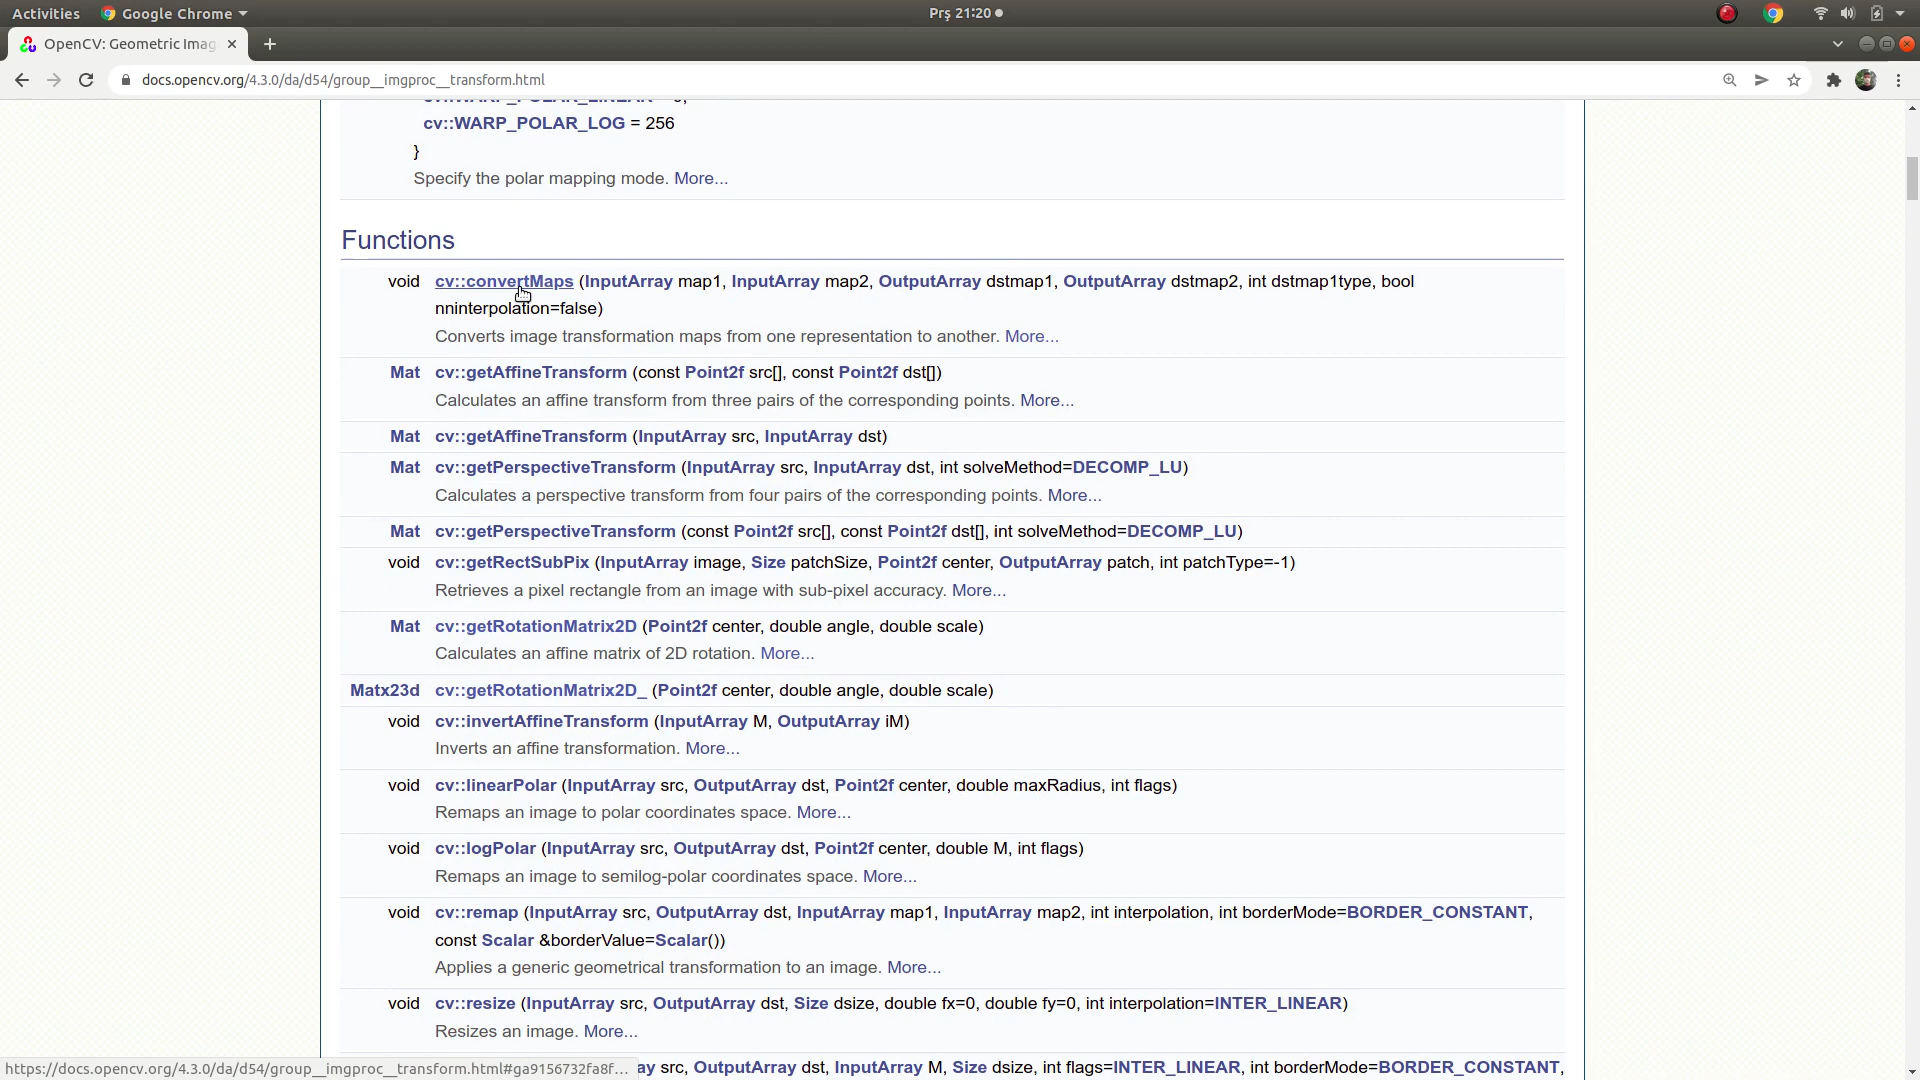 Activities Google Chrome Prş 21:20
OpenCV: Geometric Imag
docs.opencv.org/4.3.0/da/d54/group__imgproc__transform.html
cv::WARP_POLAR_LOG = 256
}
Specify the polar mapping mode. More...
Functions
void cv::convertMaps (InputArray map1, InputArray map2, OutputArray dstmap1, OutputArray dstmap2, int dstmap1type, bool
nninterpolation=false)
Converts image transformation maps from one representation to another. More...
Mat cv::getAffineTransform (const Point2f src[], const Point2f dst[])
Calculates an affine transform from three pairs of the corresponding points. More...
Mat cv::getAffineTransform (InputArray src, InputArray dst)
Mat cv::getPerspectiveTransform (InputArray src, InputArray dst, int solveMethod=DECOMP_LU)
Calculates a perspective transform from four pairs of the corresponding points. More...
Mat cv::getPerspectiveTransform (const Point2f src[], const Point2f dst[], int solveMethod=DECOMP_LU)
void cv::getRectSubPix (InputArray image, Size patchSize, Point2f center, OutputArray patch, int patchType=-1)
Retrieves a pixel rectangle from an image with sub-pixel accuracy. More...
Mat cv::getRotationMatrix2D (Point2f center, double angle, double scale)
Calculates an affine matrix of 2D rotation. More...
Matx23d cv::getRotationMatrix2D_ (Point2f center, double angle, double scale)
void cv::invertAffineTransform (InputArray M, OutputArray iM)
Inverts an affine transformation. More...
void cv::linearPolar (InputArray src, OutputArray dst, Point2f center, double maxRadius, int flags)
Remaps an image to polar coordinates space. More...
void cv::logPolar (InputArray src, OutputArray dst, Point2f center, double M, int flags)
Remaps an image to semilog-polar coordinates space. More...
void cv::remap (InputArray src, OutputArray dst, InputArray map1, InputArray map2, int interpolation, int borderMode=BORDER_CONSTANT,
const Scalar &borderValue=Scalar())
Applies a generic geometrical transformation to an image. More...
void cv::resize (InputArray src, OutputArray dst, Size dsize, double fx=0, double fy=0, int interpolation=INTER_LINEAR)
Resizes an image. More...
https://docs.opencv.org/4.3.0/da/d54/group__imgproc__transform.html#ga9156732fa8f... ay src, OutputArray dst, InputArray M, Size dsize, int flags=INTER_LINEAR, int borderMode=BORDER_CONSTANT,